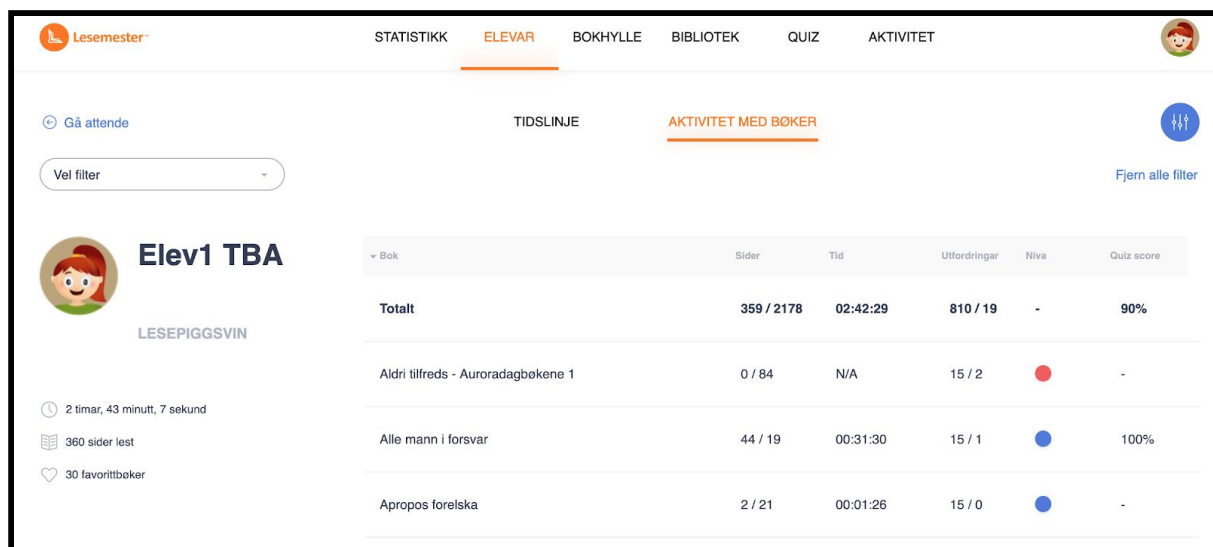 Lesemester
STATISTIKK ELEVAR BOKHYLLE BIBLIOTEK QUIZ AKTIVITET
Gå attende
TIDSLINJE AKTIVITET MED BØKER
Vel filter
Fjern alle filter
Elev1 TBA
LESEPIGGSVIN
2 timar, 43 minutt, 7 sekund
360 sider lest
30 favorittbøker
Bok Sider Tid Utfordringar Niva Quiz score
Totalt 359 / 2178 02:42:29 810 / 19 - 90%
Aldri tilfreds - Auroradagbøkene 1 0 / 84 N/A 15 / 2 -
Alle mann i forsvar 44 / 19 00:31:30 15 / 1 100%
Apropos forelska 2 / 21 00:01:26 15 / 0 -